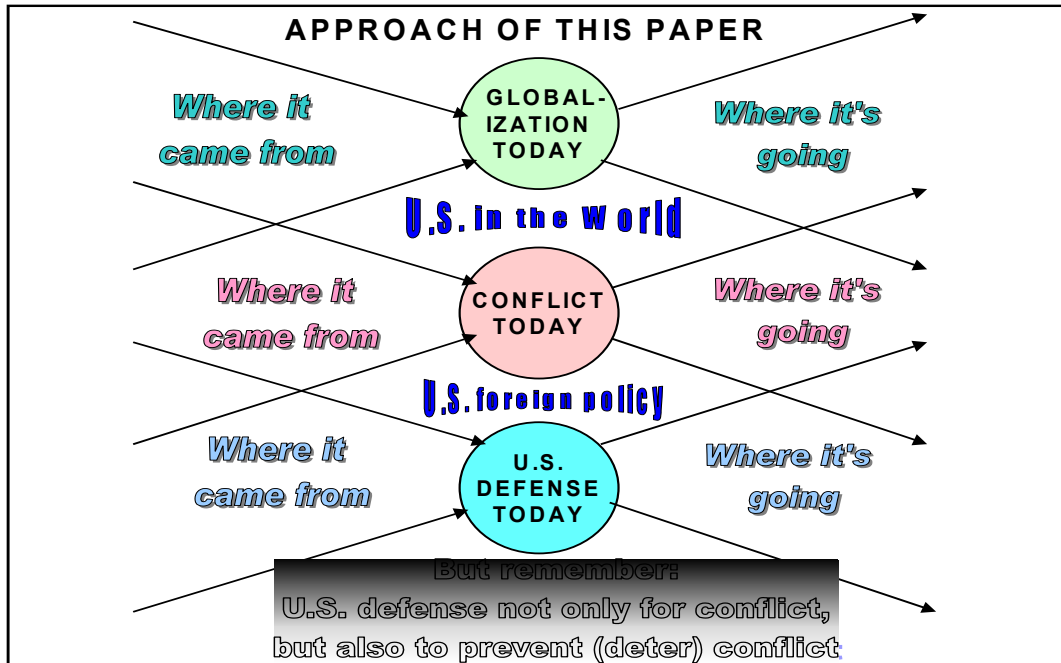 APPROACH OF THIS PAPER
GLOBAL-
IZATION
TODAY
Where it
came from
Where it's
going
U.S. in the World
CONFLICT
TODAY
Where it
came from
Where it's
going
U.S. foreign policy
U.S.
DEFENSE
TODAY
Where it
came from
Where it's
going
But remember:
U.S. defense not only for conflict,
but also to prevent (deter) conflict.